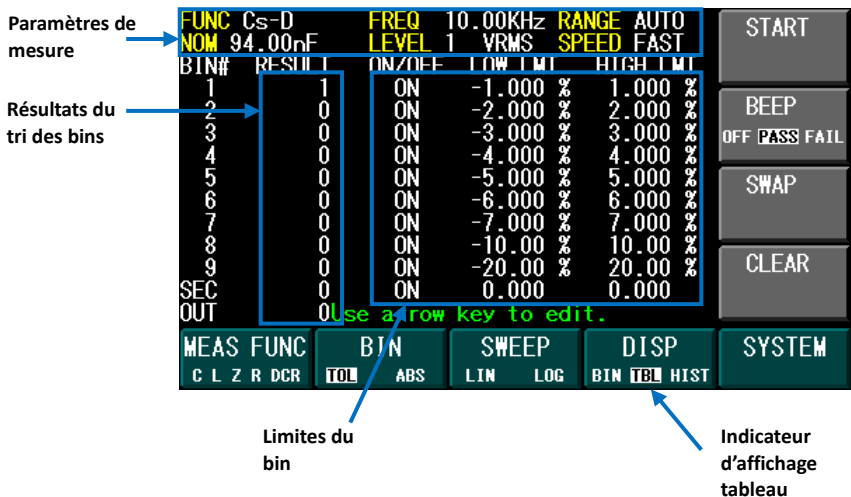 Paramètres de
mesure
Résultats du
tri des bins
FUNC Cs-D FREQ 10.00KHz RANGE AUTO
NOM 94.00nF LEVEL 1 VRMS SPEED FAST
BIN# RESULT ON/OFF LOW LMT HIGH LMT
1 1 ON -1.000 % 1.000 %
2 0 ON -2.000 % 2.000 %
3 0 ON -3.000 % 3.000 %
4 0 ON -4.000 % 4.000 %
5 0 ON -5.000 % 5.000 %
6 0 ON -6.000 % 6.000 %
7 0 ON -7.000 % 7.000 %
8 0 ON -10.00 % 10.00 %
9 0 ON -20.00 % 20.00 %
SEC 0 ON 0.000 0.000
OUT 0 Use arrow key to edit.
START
BEEP
OFF PASS FAIL
SWAP
CLEAR
MEAS FUNC BIN SWEEP DISP SYSTEM
C L Z R DCR TOL ABS LIN LOG BIN TBL HIST
Limites du
bin
Indicateur
d'affichage
tableau